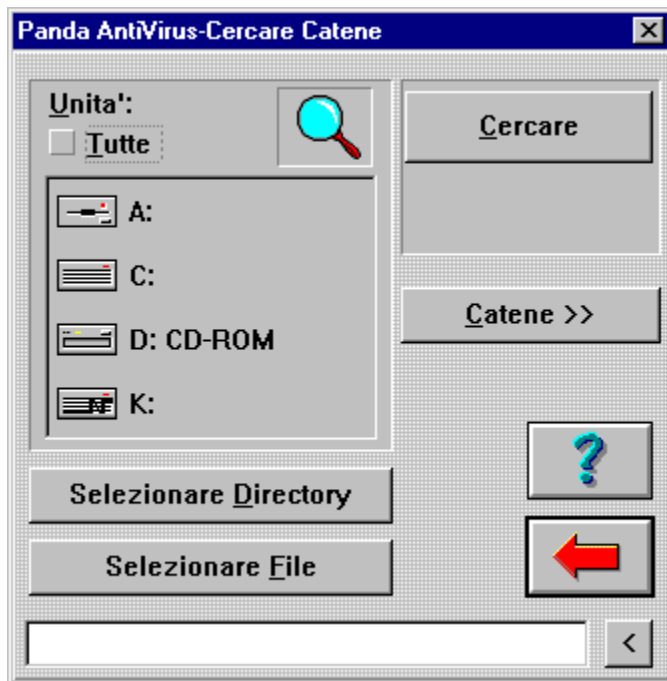 Panda AntiVirus-Cercare Catene
Unita':
Tutte
Cercare
A:
C:
D: CD-ROM
K:
Catene >>
Selezionare Directory
Selezionare File
<